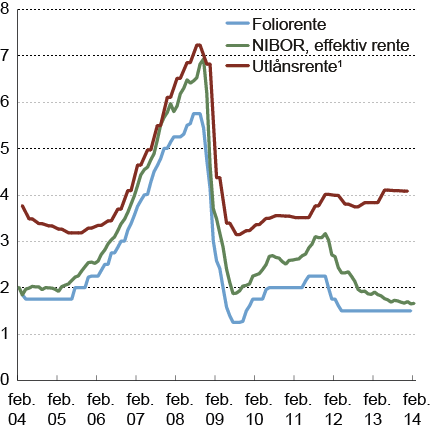 8
7
6
5
4
3
2
1
0
Foliorente
NIBOR, effektiv rente
Utlånsrente¹
feb. feb. feb. feb. feb. feb. feb. feb. feb. feb. feb.
04 05 06 07 08 09 10 11 12 13 14